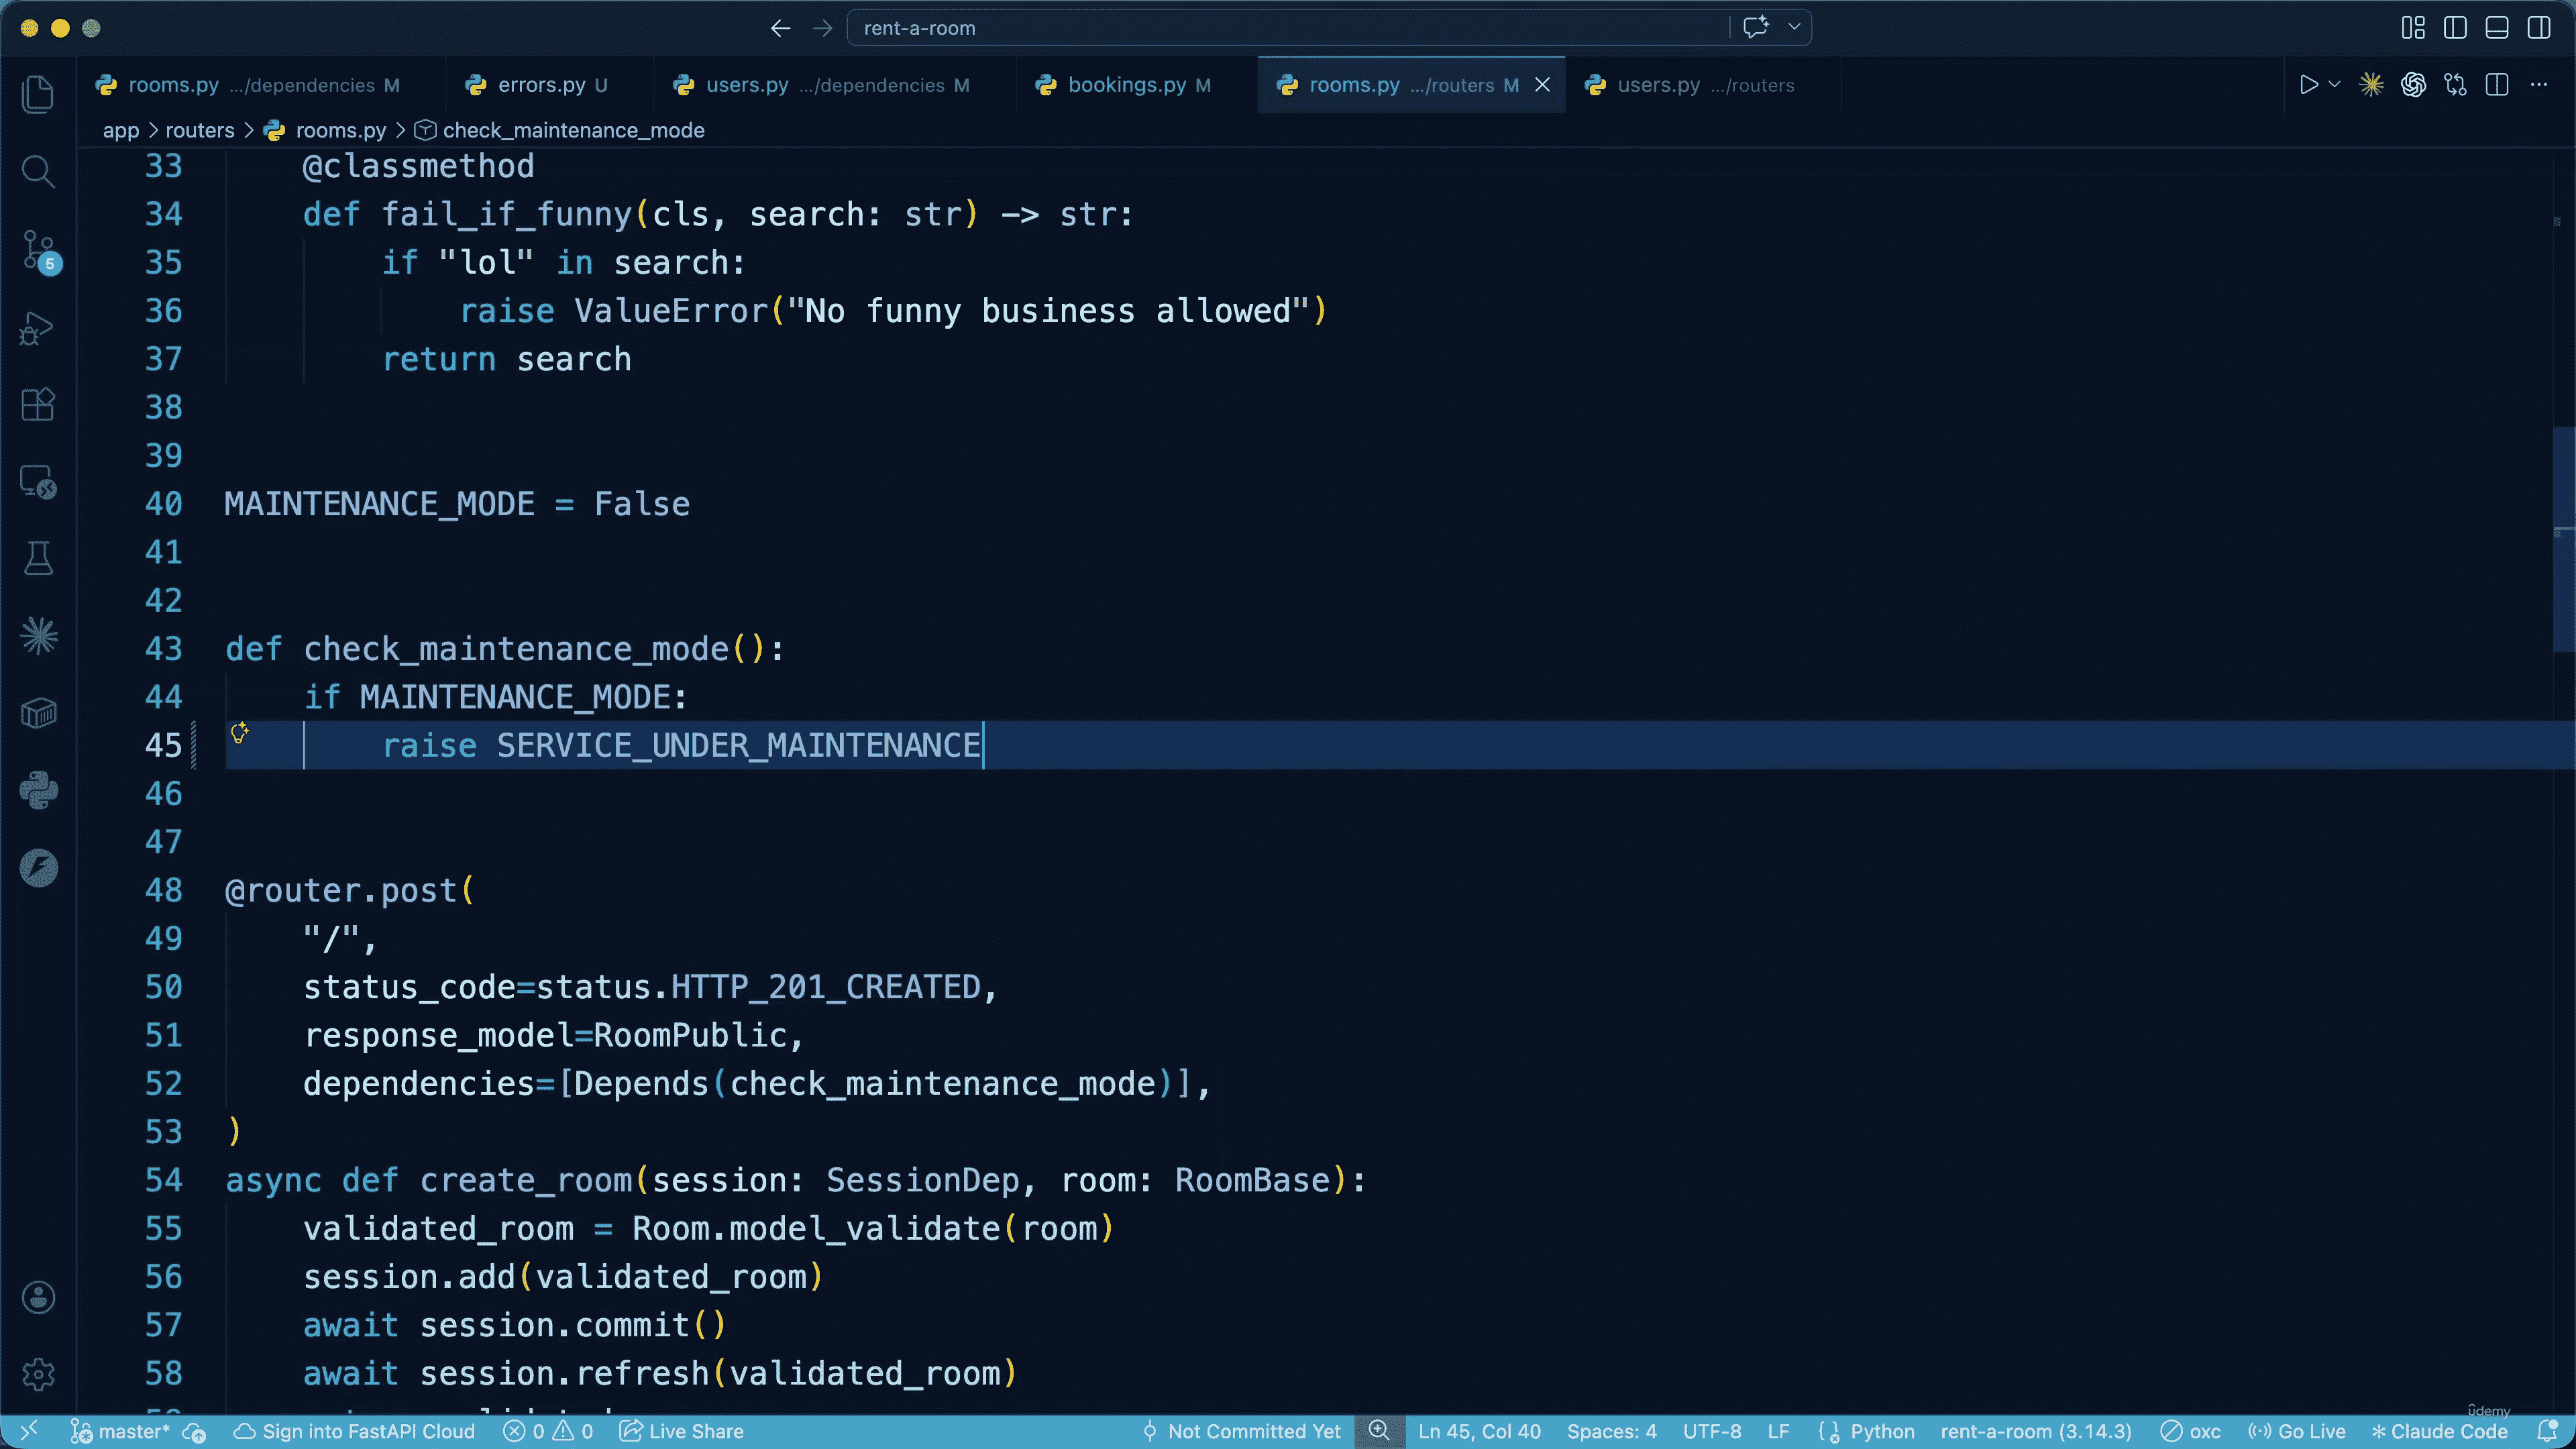 rent-a-room
rooms.py .../dependencies M
errors.py U
users.py .../dependencies M
bookings.py M
rooms.py .../routers M
users.py .../routers
app > routers > rooms.py > check_maintenance_mode
33 @classmethod
34 def fail_if_funny(cls, search: str) -> str:
35 if "lol" in search:
36 raise ValueError("No funny business allowed")
37 return search
38
39
40 MAINTENANCE_MODE = False
41
42
43 def check_maintenance_mode():
44 if MAINTENANCE_MODE:
45 raise SERVICE_UNDER_MAINTENANCE
46
47
48 @router.post(
49 "/",
50 status_code=status.HTTP_201_CREATED,
51 response_model=RoomPublic,
52 dependencies=[Depends(check_maintenance_mode)],
53 )
54 async def create_room(session: SessionDep, room: RoomBase):
55 validated_room = Room.model_validate(room)
56 session.add(validated_room)
57 await session.commit()
58 await session.refresh(validated_room)
5
udemy
master* Sign into FastAPI Cloud 0 0 Live Share Not Committed Yet Ln 45, Col 40 Spaces: 4 UTF-8 LF Python rent-a-room (3.14.3) oxc Go Live Claude Code